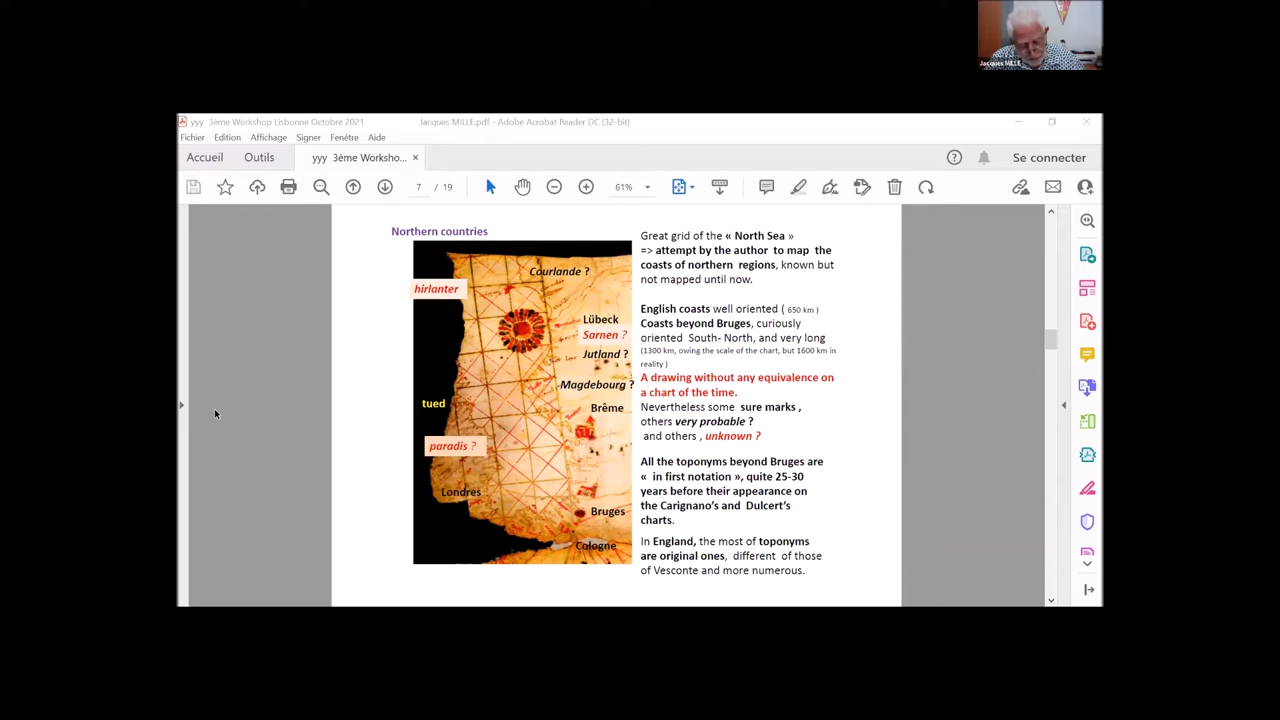 Jacques MILLE
yyy 3ème Workshop Lisbonne Octobre 2021 Jacques MILLE.pdf - Adobe Acrobat Reader DC (32-bit)
Fichier Edition Affichage Signer Fenêtre Aide
Accueil Outils yyy 3ème Worksho... × Se connecter
7 / 19 61%
Northern countries
Courlande ?
hirlanter
Lübeck
Sarnen ?
Jutland ?
Magdebourg ?
tued
Brême
paradis ?
Londres
Bruges
Cologne
Great grid of the « North Sea »
=> attempt by the author to map the
coasts of northern regions, known but
not mapped until now.
English coasts well oriented ( 650 km )
Coasts beyond Bruges, curiously
oriented South- North, and very long
(1300 km, owing the scale of the chart, but 1600 km in
reality )
A drawing without any equivalence on
a chart of the time.
Nevertheless some sure marks ,
others very probable ?
and others , unknown ?
All the toponyms beyond Bruges are
« in first notation », quite 25-30
years before their appearance on
the Carignano's and Dulcert's
charts.
In England, the most of toponyms
are original ones, different of those
of Vesconte and more numerous.